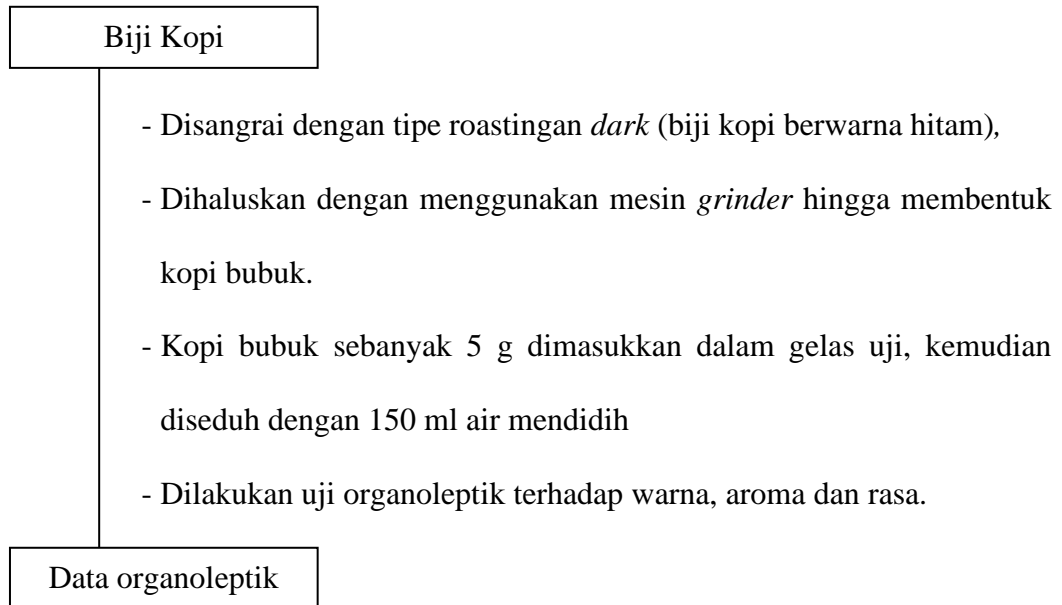 Biji Kopi
- Disangrai dengan tipe roastingan dark (biji kopi berwarna hitam),
- Dihaluskan dengan menggunakan mesin grinder hingga membentuk
kopi bubuk.
- Kopi bubuk sebanyak 5 g dimasukkan dalam gelas uji, kemudian
diseduh dengan 150 ml air mendidih
- Dilakukan uji organoleptik terhadap warna, aroma dan rasa.
Data organoleptik